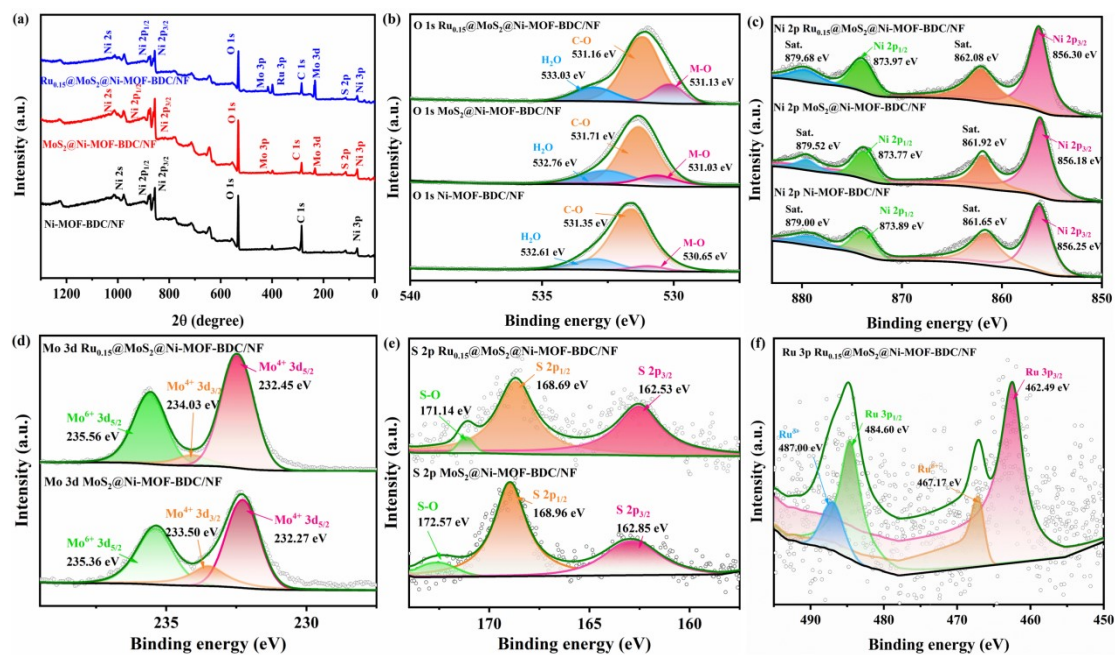 (a)
Ni 2s
Ni 2p1/2
Ni 2p3/2
O 1s
Mo 3p
Ru 3p
C 1s
Mo 3d
S 2p
Ni 3p
Ru0.15@MoS2@Ni-MOF-BDC/NF
Ni 2s
Ni 2p1/2
Ni 2p3/2
O 1s
Mo 3p
C 1s
Mo 3d
S 2p
Ni 3p
MoS2@Ni-MOF-BDC/NF
Ni 2s
Ni 2p1/2
Ni 2p3/2
O 1s
C 1s
Ni 3p
Ni-MOF-BDC/NF
Intensity (a.u.)
1200 1000 800 600 400 200 0
2θ (degree)
(b)
O 1s Ru0.15@MoS2@Ni-MOF-BDC/NF
C-O
531.16 eV
H2O
533.03 eV
M-O
531.13 eV
O 1s MoS2@Ni-MOF-BDC/NF
C-O
531.71 eV
H2O
532.76 eV
M-O
531.03 eV
O 1s Ni-MOF-BDC/NF
C-O
531.35 eV
H2O
532.61 eV
M-O
530.65 eV
Intensity (a.u.)
540 535 530
Binding energy (eV)
(c)
Ni 2p Ru0.15@MoS2@Ni-MOF-BDC/NF
Sat.
879.68 eV
Ni 2p1/2
873.97 eV
Sat.
862.08 eV
Ni 2p3/2
856.30 eV
Ni 2p MoS2@Ni-MOF-BDC/NF
Sat.
879.52 eV
Ni 2p1/2
873.77 eV
Sat.
861.92 eV
Ni 2p3/2
856.18 eV
Ni 2p Ni-MOF-BDC/NF
Sat.
879.00 eV
Ni 2p1/2
873.89 eV
Sat.
861.65 eV
Ni 2p3/2
856.25 eV
Intensity (a.u.)
880 870 860 850
Binding energy (eV)
(d)
Mo 3d Ru0.15@MoS2@Ni-MOF-BDC/NF
Mo4+ 3d5/2
232.45 eV
Mo4+ 3d3/2
234.03 eV
Mo6+ 3d5/2
235.56 eV
Mo 3d MoS2@Ni-MOF-BDC/NF
Mo4+ 3d3/2
233.50 eV
Mo4+ 3d5/2
232.27 eV
Mo6+ 3d5/2
235.36 eV
Intensity (a.u.)
235 230
Binding energy (eV)
(e)
S 2p Ru0.15@MoS2@Ni-MOF-BDC/NF
S 2p1/2
168.69 eV
S 2p3/2
162.53 eV
S-O
171.14 eV
S 2p MoS2@Ni-MOF-BDC/NF
S 2p1/2
168.96 eV
S-O
172.57 eV
S 2p3/2
162.85 eV
Intensity (a.u.)
170 165 160
Binding energy (eV)
(f)
Ru 3p Ru0.15@MoS2@Ni-MOF-BDC/NF
Ru 3p3/2
462.49 eV
Ru 3p1/2
484.60 eV
487.00 eV
467.17 eV
Intensity (a.u.)
490 480 470 460 450
Binding energy (eV)